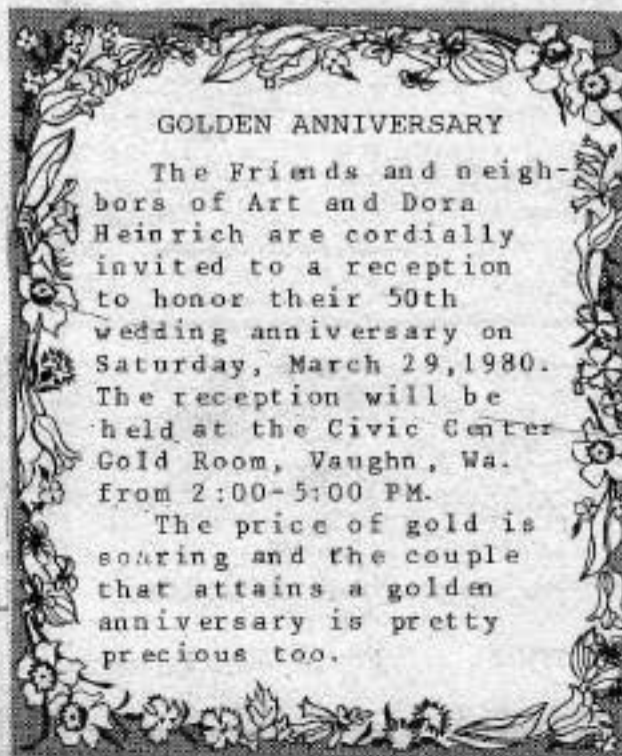 GOLDEN ANNIVERSARY
The Friends and neigh-
bors of Art and Dora
Heinrich are cordially
invited to a reception
to honor their 50th
wedding anniversary on
Saturday, March 29,1980.
The reception will be
held at the Civic Center
Gold Room, Vaughn, Wa.
from 2:00-5:00 PM.
The price of gold is
soaring and the couple
that attains a golden
anniversary is pretty
precious too.